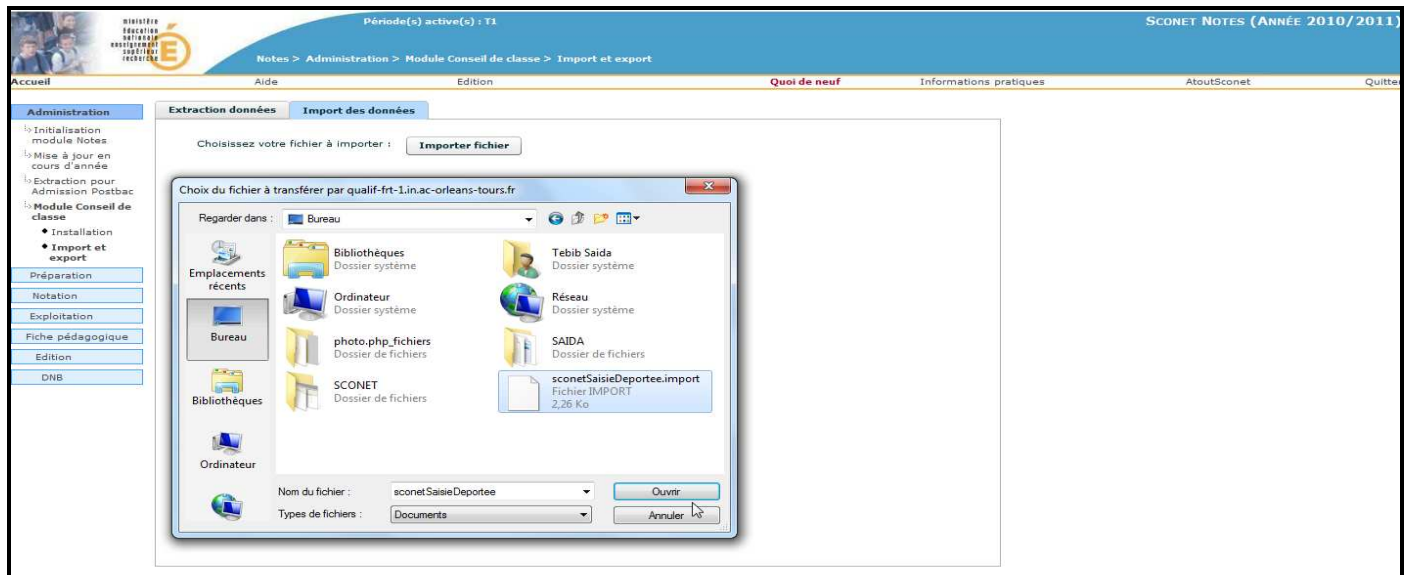 ministère
éducation
nationale
enseignement
supérieur
recherche
Période(s) active(s) : T1
SCONET NOTES (ANNÉE 2010/2011)
Notes > Administration > Module Conseil de classe > Import et export
Accueil Aide Edition Quoi de neuf Informations pratiques AtoutSconet Quitter
Administration
Initialisation
module Notes
Mise à jour en
cours d'année
Extraction pour
Admission Postbac
Module Conseil de
classe
Installation
Import et
export
Préparation
Notation
Exploitation
Fiche pédagogique
Edition
DNB
Extraction données Import des données
Choisissez votre fichier à importer : Importer fichier
Choix du fichier à transférer par qualif-frt-1.in.ac-orleans-tours.fr
Regarder dans : Bureau
Emplacements
récents
Bureau
Bibliothèques
Ordinateur
Bibliothèques
Dossier système
Tebib Saida
Dossier système
Ordinateur
Dossier système
Réseau
Dossier système
photo.php_fichiers
Dossier de fichiers
SAIDA
Dossier de fichiers
SCONET
Dossier de fichiers
sconetSaisieDeportee.import
Fichier IMPORT
2,26 Ko
Nom du fichier : sconetSaisieDeportee Ouvrir
Types de fichiers : Documents Annuler